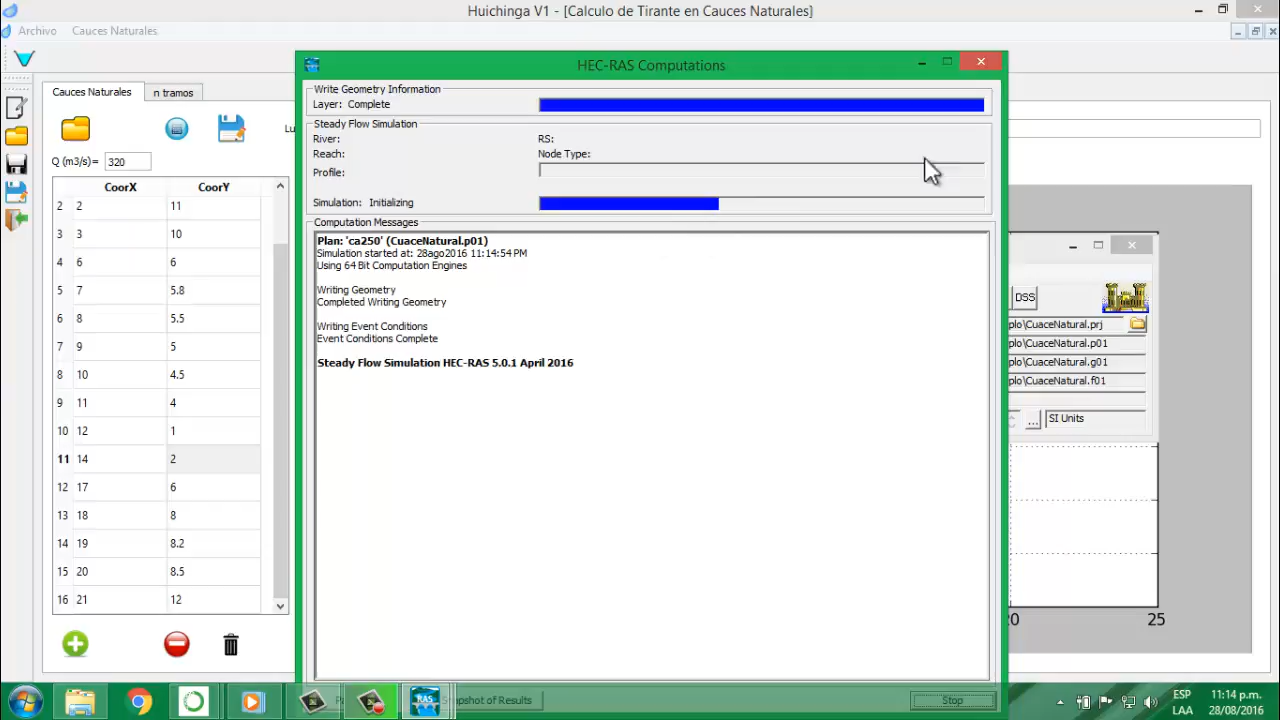 Huichinga V1 - [Calculo de Tirante en Cauces Naturales]
Archivo Cauces Naturales
Cauces Naturales n tramos
Lu
Q (m3/s)= 320
CoorX CoorY
2 2 11
3 3 10
4 6 6
5 7 5.8
6 8 5.5
7 9 5
8 10 4.5
9 11 4
10 12 1
11 14 2
12 17 6
13 18 8
14 19 8.2
15 20 8.5
16 21 12
HEC-RAS Computations
Write Geometry Information
Layer: Complete
Steady Flow Simulation
River: RS:
Reach: Node Type:
Profile:
Simulation: Initializing
Computation Messages
Plan: 'ca250' (CuaceNatural.p01)
Simulation started at: 28ago2016 11:14:54 PM
Using 64 Bit Computation Engines
Writing Geometry
Completed Writing Geometry
Writing Event Conditions
Event Conditions Complete
Steady Flow Simulation HEC-RAS 5.0.1 April 2016
napshot of Results
Stop
DSS
plo\CuaceNatural.prj
plo\CuaceNatural.p01
plo\CuaceNatural.g01
plo\CuaceNatural.f01
... SI Units
20 25
RAS
ESP
LAA
11:14 p.m.
28/08/2016